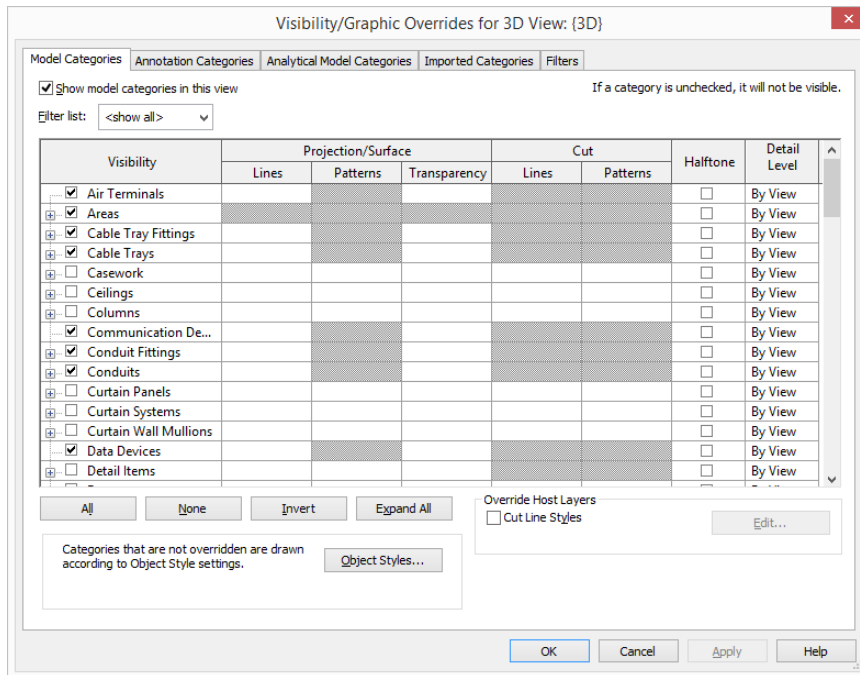 Visibility/Graphic Overrides for 3D View: {3D}
Model Categories Annotation Categories Analytical Model Categories Imported Categories Filters
Show model categories in this view If a category is unchecked, it will not be visible.
Filter list: <show all>
Visibility Projection/Surface Cut Halftone Detail Level
Lines Patterns Transparency Lines Patterns
Air Terminals By View
Areas By View
Cable Tray Fittings By View
Cable Trays By View
Casework By View
Ceilings By View
Columns By View
Communication De... By View
Conduit Fittings By View
Conduits By View
Curtain Panels By View
Curtain Systems By View
Curtain Wall Mullions By View
Data Devices By View
Detail Items By View
All None Invert Expand All
Override Host Layers
Cut Line Styles
Edit...
Categories that are not overridden are drawn
according to Object Style settings.
Object Styles...
OK Cancel Apply Help